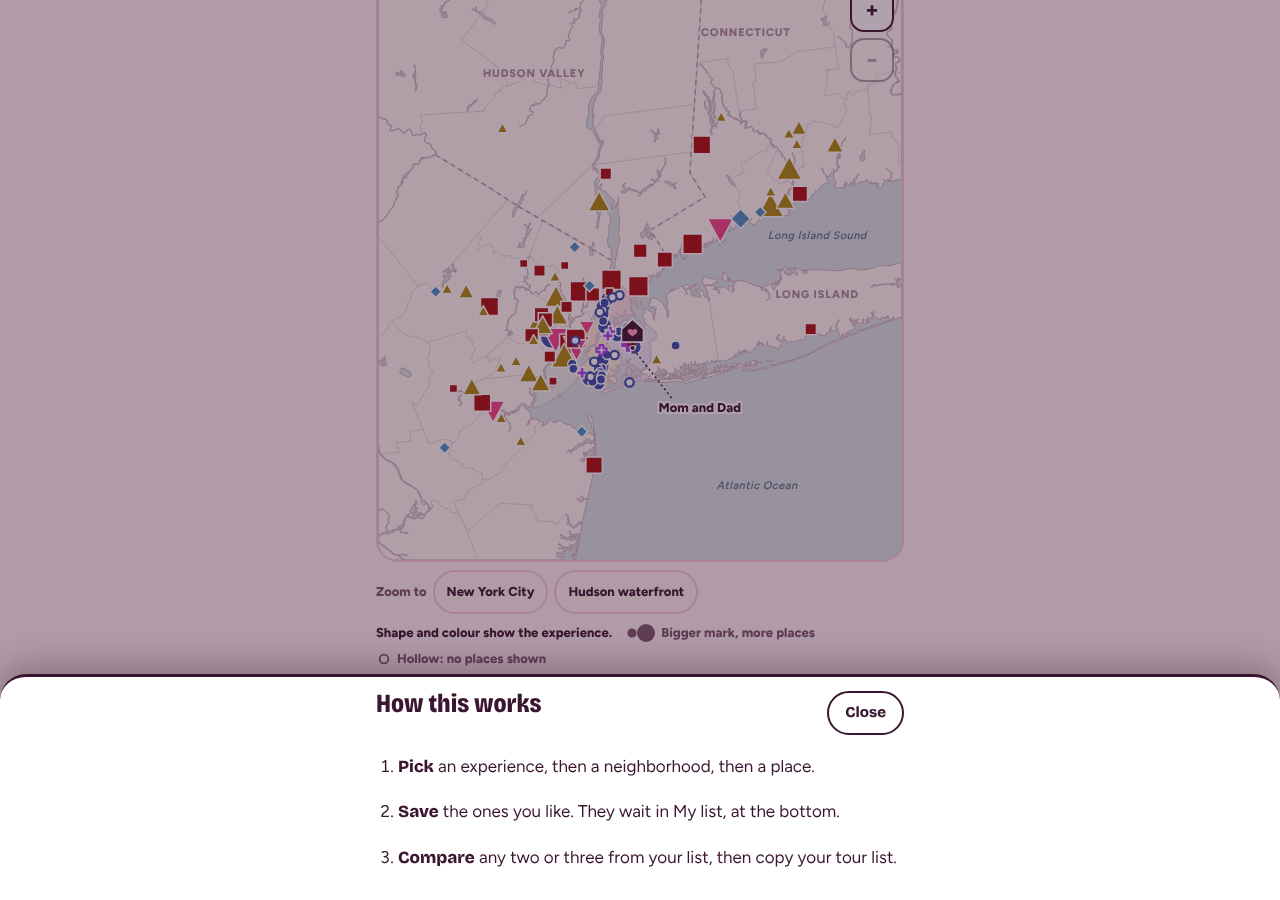 CONNECTICUT
+
HUDSON VALLEY
−
Long Island Sound
LONG ISLAND
Mom and Dad
Atlantic Ocean
Zoom to New York City Hudson waterfront
Shape and colour show the experience. Bigger mark, more places
Hollow: no places shown
How this works
Close
1. Pick an experience, then a neighborhood, then a place.
2. Save the ones you like. They wait in My list, at the bottom.
3. Compare any two or three from your list, then copy your tour list.